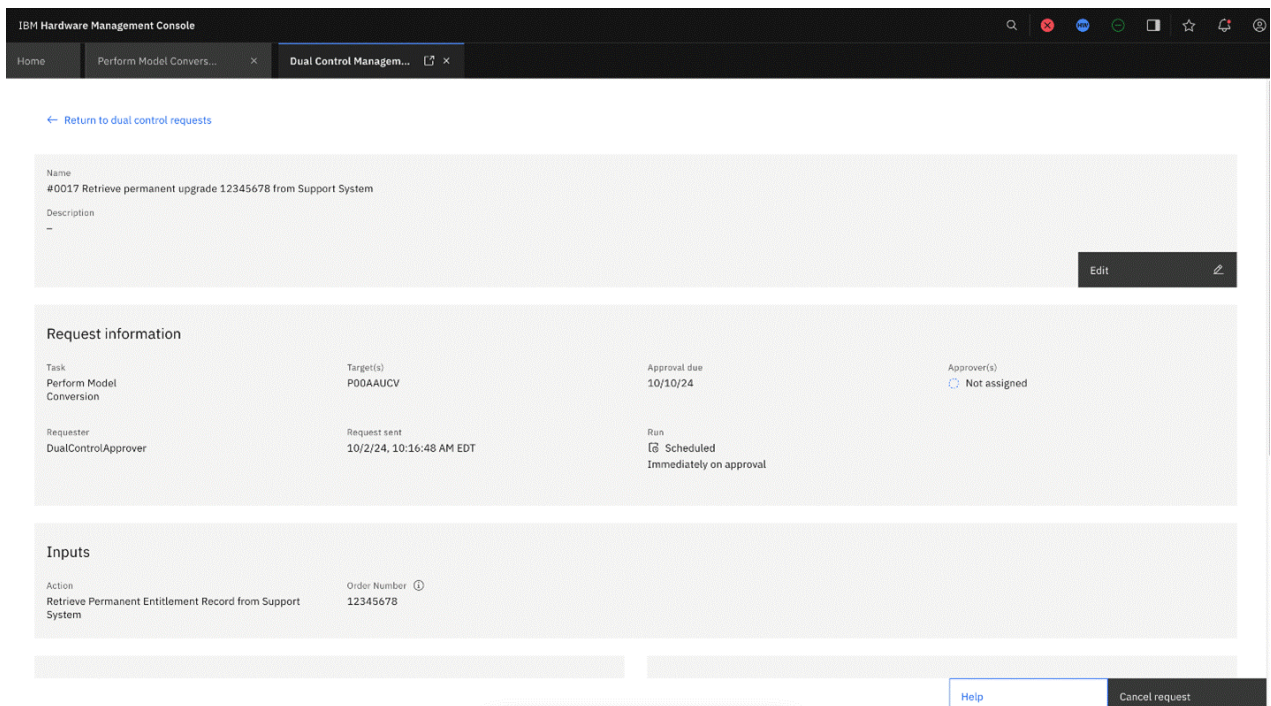 IBM Hardware Management Console
HW
Home
Perform Model Convers...
Dual Control Managem...
Return to dual control requests
Name
#0017 Retrieve permanent upgrade 12345678 from Support System
Description
–
Edit
Request information
Task
Perform Model
Conversion
Target(s)
P00AAUCV
Approval due
10/10/24
Approver(s)
Not assigned
Requester
DualControlApprover
Request sent
10/2/24, 10:16:48 AM EDT
Run
Scheduled
Immediately on approval
Inputs
Action
Retrieve Permanent Entitlement Record from Support
System
Order Number
12345678
Help
Cancel request